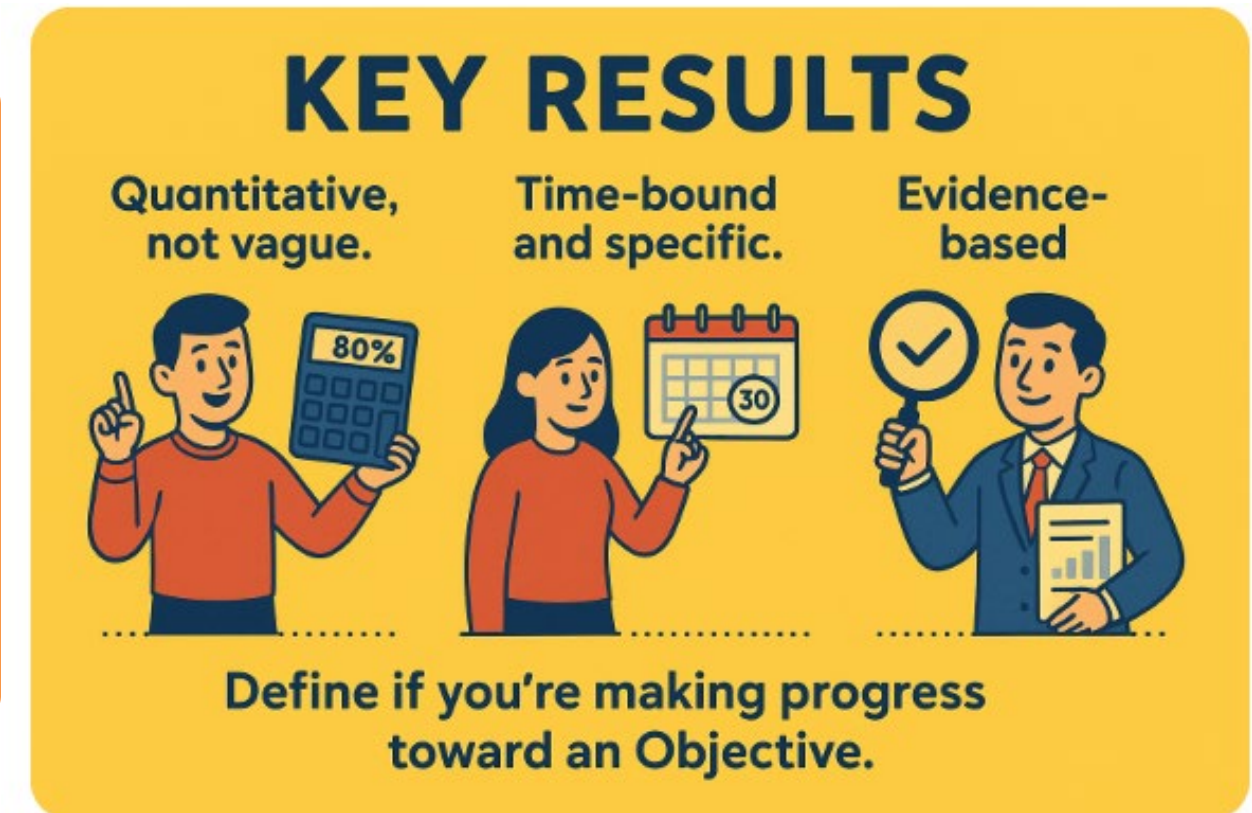 KEY RESULTS
Quantitative,
not vague.
80%
Time-bound
and specific.
30
Evidence-
based
Define if you're making progress
toward an Objective.